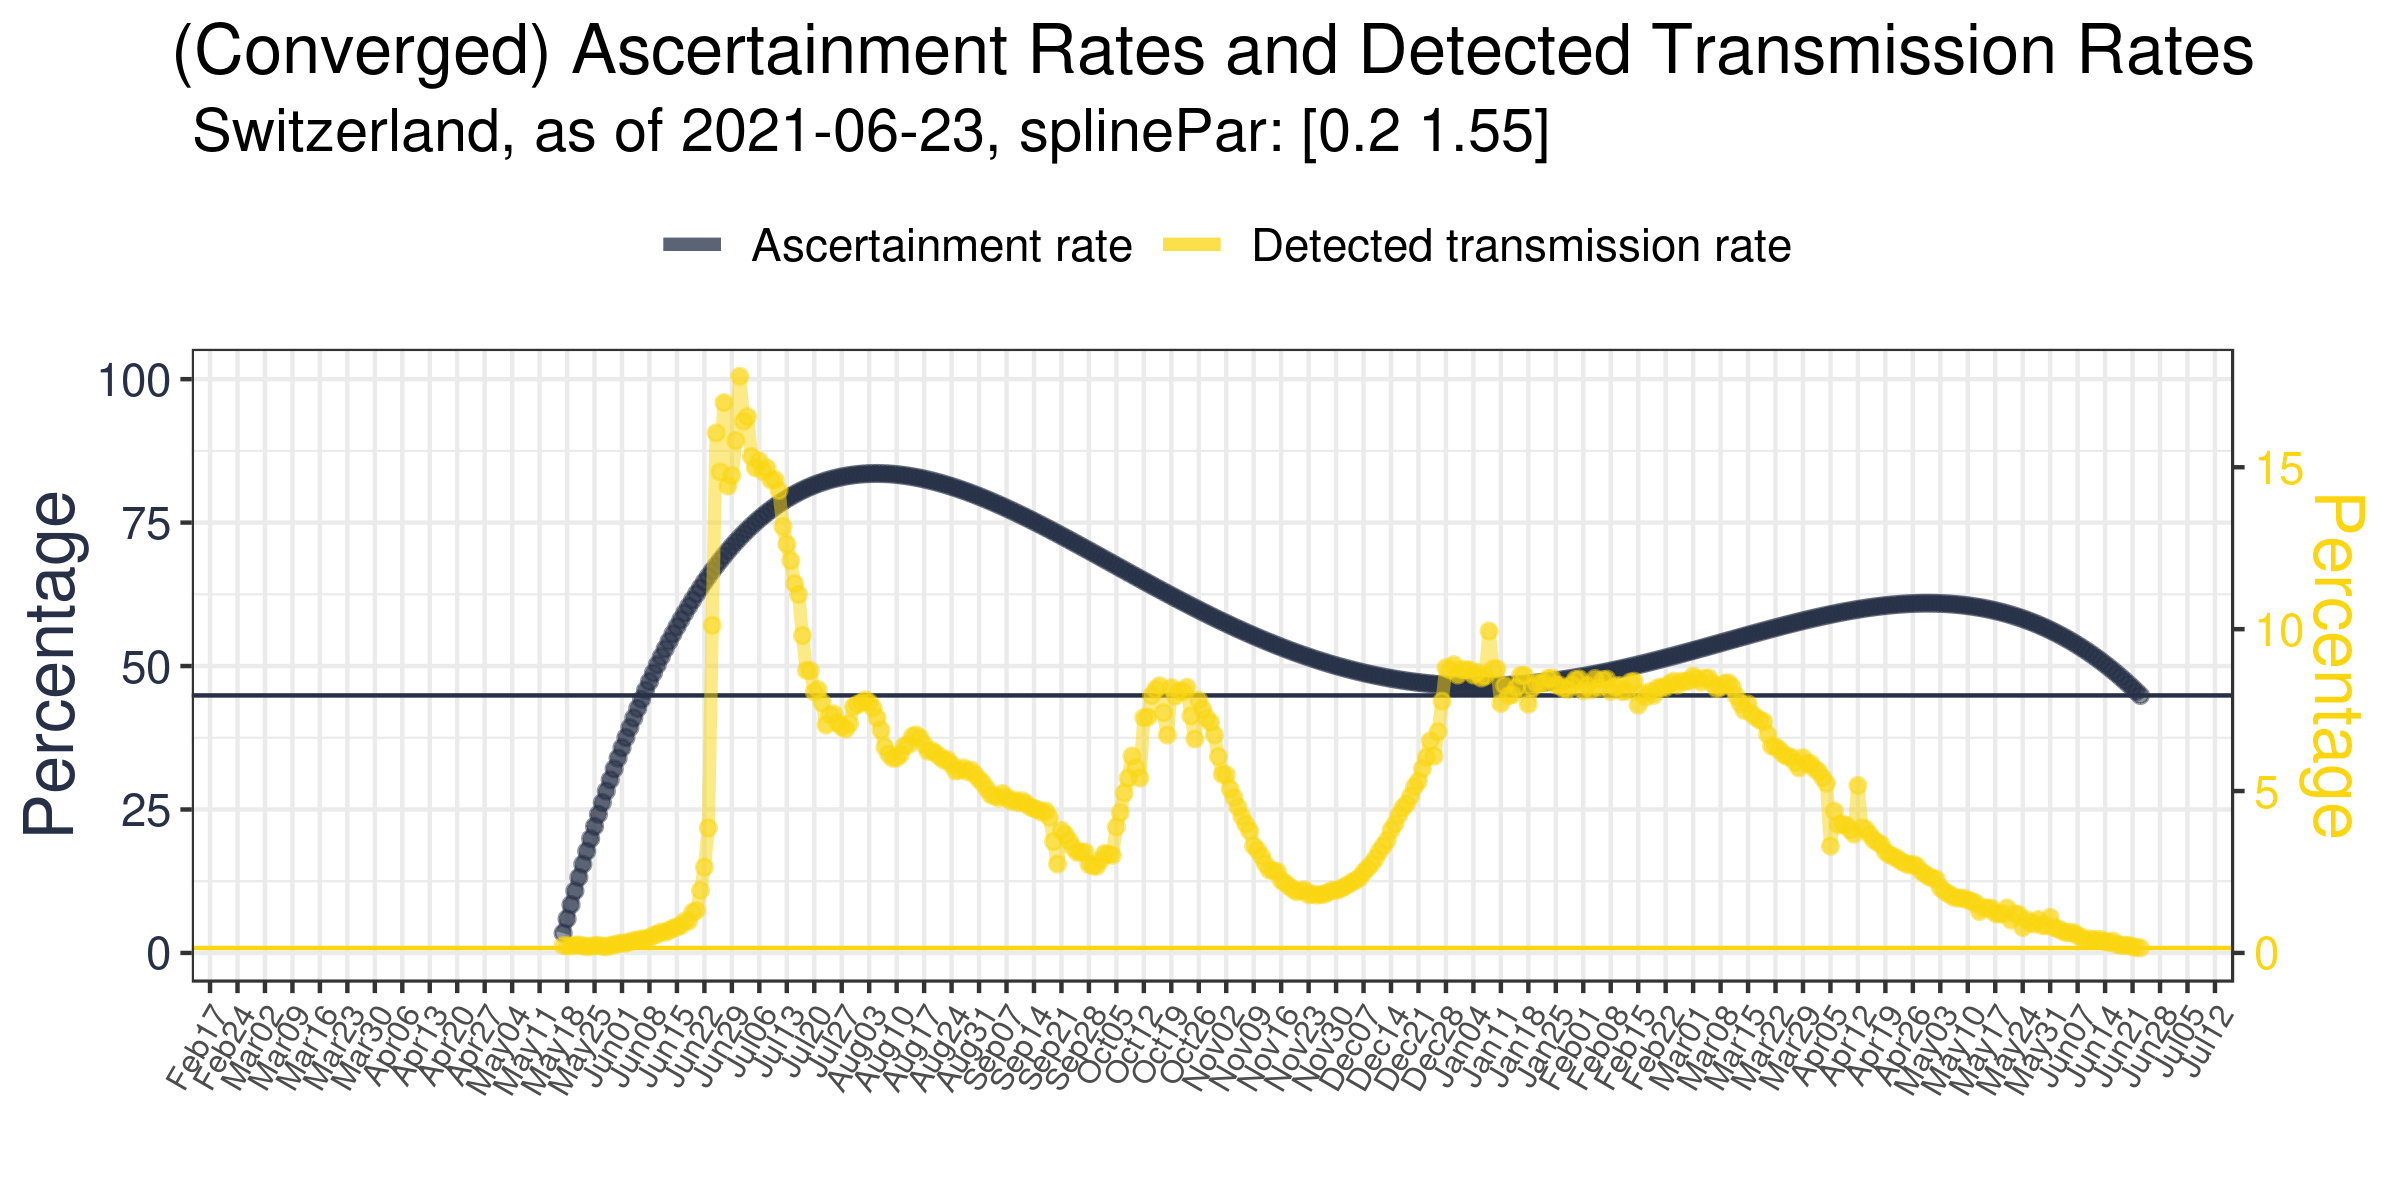 (Converged) Ascertainment Rates and Detected Transmission Rates
Switzerland, as of 2021-06-23, splinePar: [0.2 1.55]
Ascertainment rate
Detected transmission rate
Percentage
100
75
50
25
0
15
10
5
0
Percentage
Feb17
Feb24
Mar02
Mar09
Mar16
Mar23
Mar30
Apr06
Apr13
Apr20
Apr27
May04
May11
May18
May25
Jun01
Jun08
Jun15
Jun22
Jun29
Jul06
Jul13
Jul20
Jul27
Aug03
Aug10
Aug17
Aug24
Aug31
Sep07
Sep14
Sep21
Sep28
Oct05
Oct12
Oct19
Oct26
Nov02
Nov09
Nov16
Nov23
Nov30
Dec07
Dec14
Dec21
Dec28
Jan04
Jan11
Jan18
Jan25
Feb01
Feb08
Feb15
Feb22
Mar01
Mar08
Mar15
Mar22
Mar29
Apr05
Apr12
Apr19
Apr26
May03
May10
May17
May24
May31
Jun07
Jun14
Jun21
Jun28
Jul05
Jul12